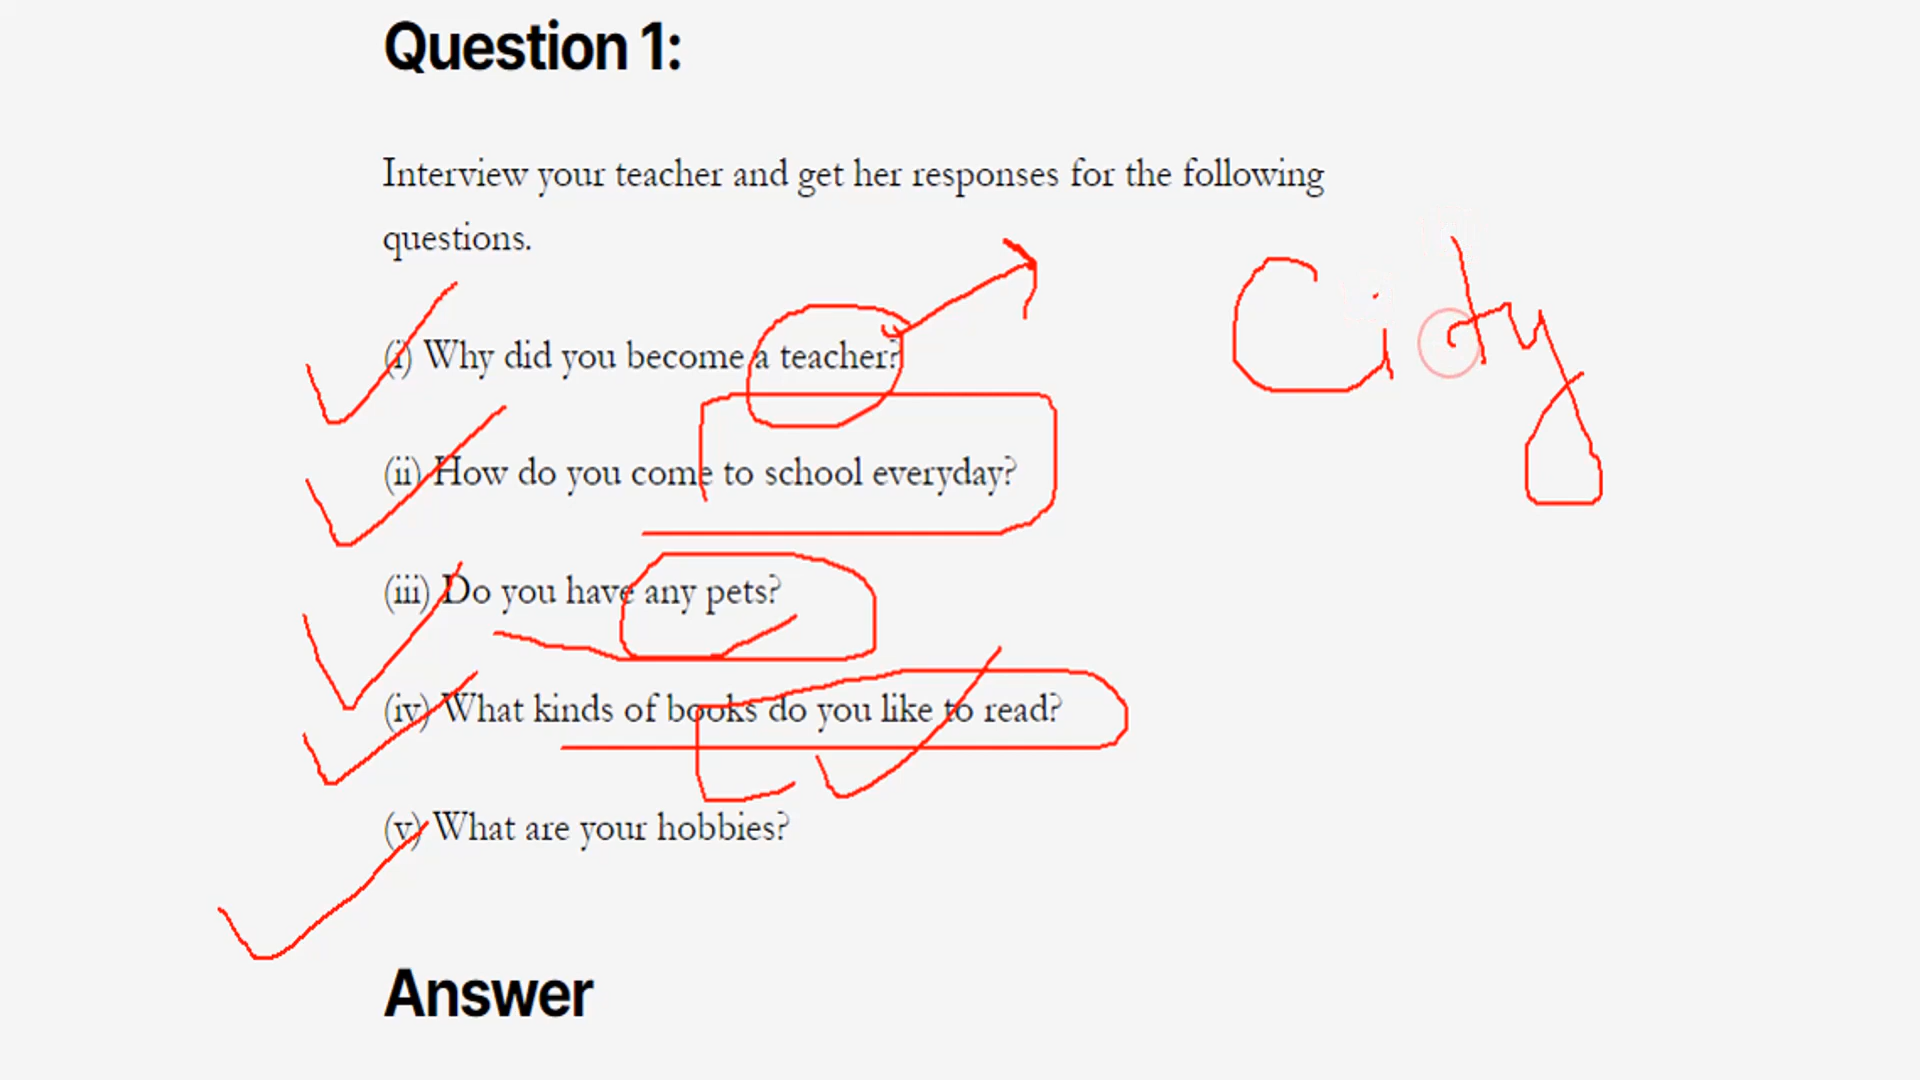 Question 1:
Interview your teacher and get her responses for the following
questions.
City
(i) Why did you become a teacher?
(ii) How do you come to school everyday?
(iii) Do you have any pets?
(iv) What kinds of books do you like to read?
(v) What are your hobbies?
Answer